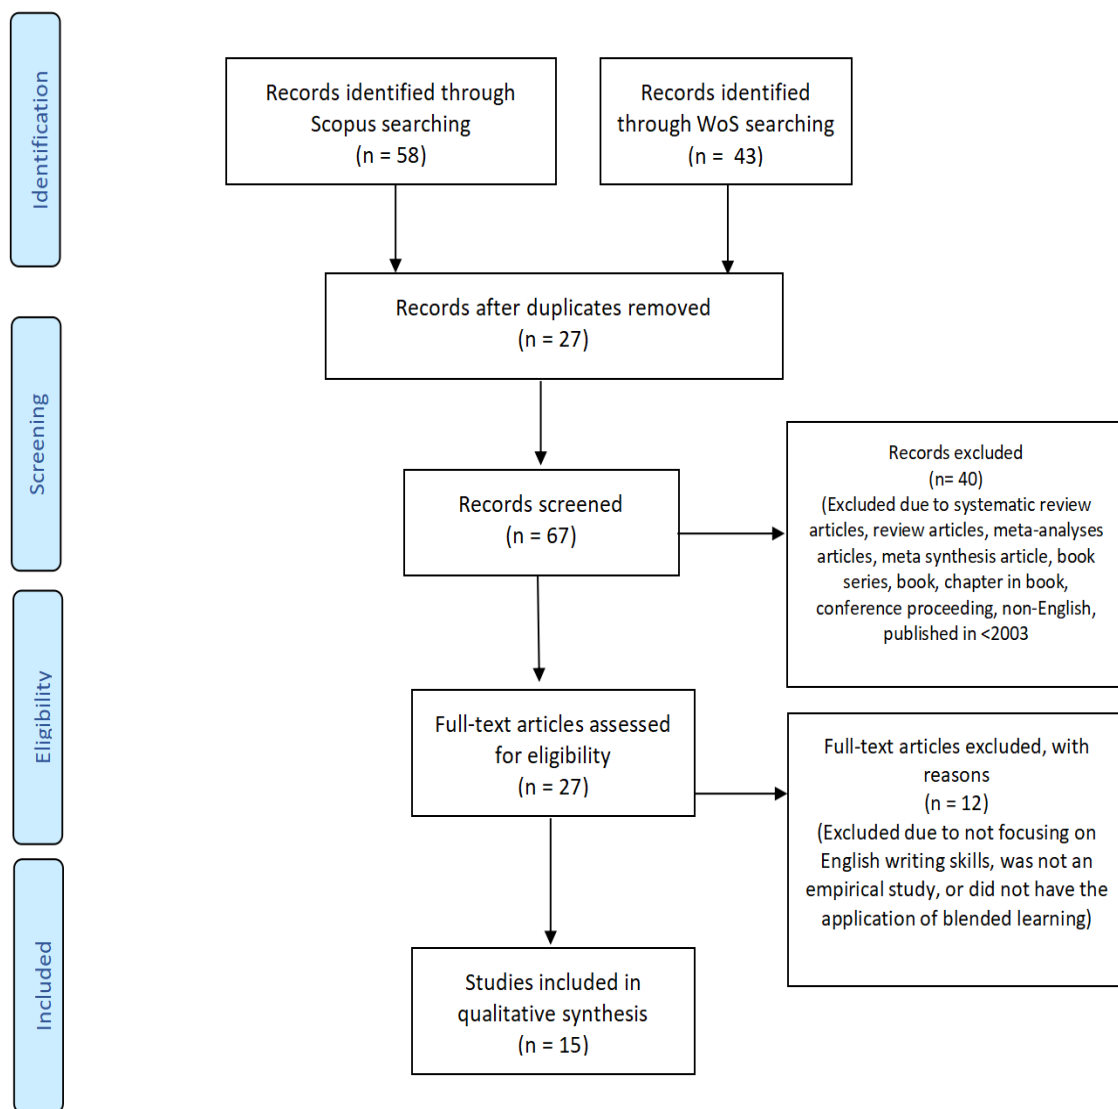 Identification
Records identified through
Scopus searching
(n = 58)
Records identified
through WoS searching
(n = 43)
Records after duplicates removed
(n = 27)
Screening
Records screened
(n = 67)
Records excluded
(n= 40)
(Excluded due to systematic review
articles, review articles, meta-analyses
articles, meta synthesis article, book
series, book, chapter in book,
conference proceeding, non-English,
published in <2003
Eligibility
Full-text articles assessed
for eligibility
(n = 27)
Full-text articles excluded, with
reasons
(n = 12)
(Excluded due to not focusing on
English writing skills, was not an
empirical study, or did not have the
application of blended learning)
Included
Studies included in
qualitative synthesis
(n = 15)